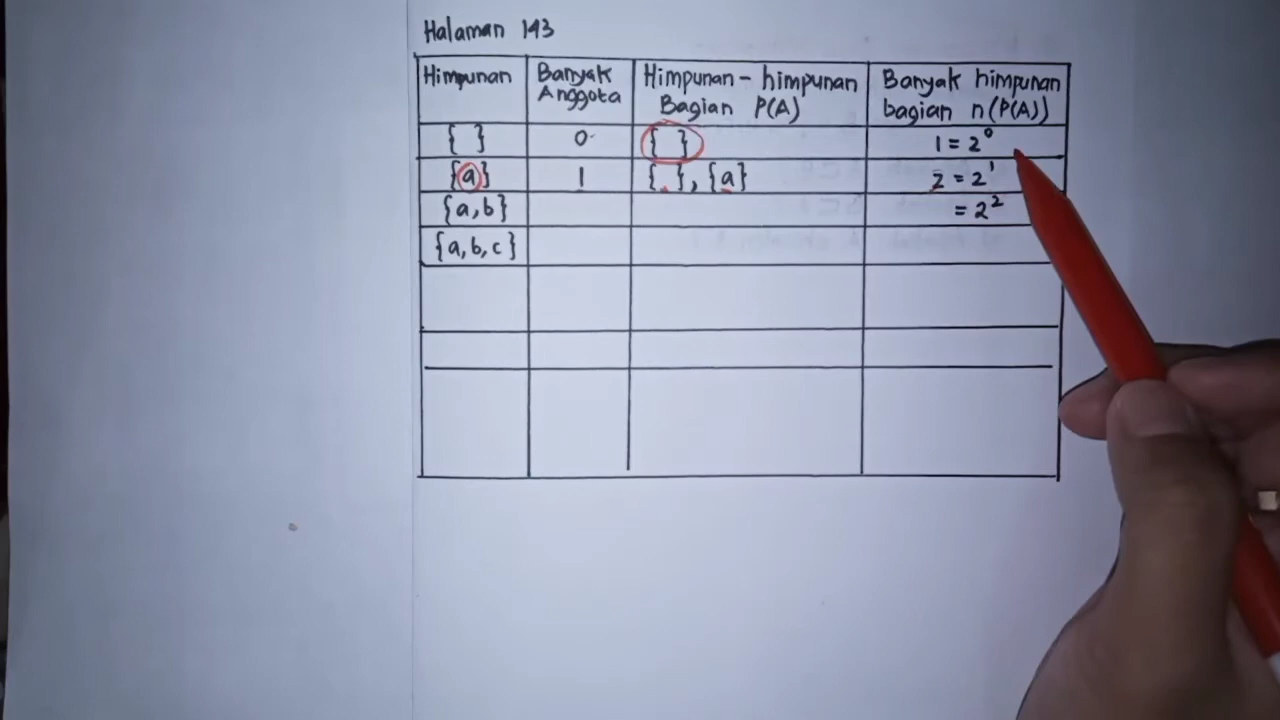 Halaman 143
Himpunan
Banyak
Anggota
Himpunan - himpunan
Bagian P(A)
Banyak himpunan
bagian n(P(A))
{ } 0 { } 1 = 2⁰
{a} 1 { }, {a} 2 = 2¹
{a,b} = 2²
{a, b, c}